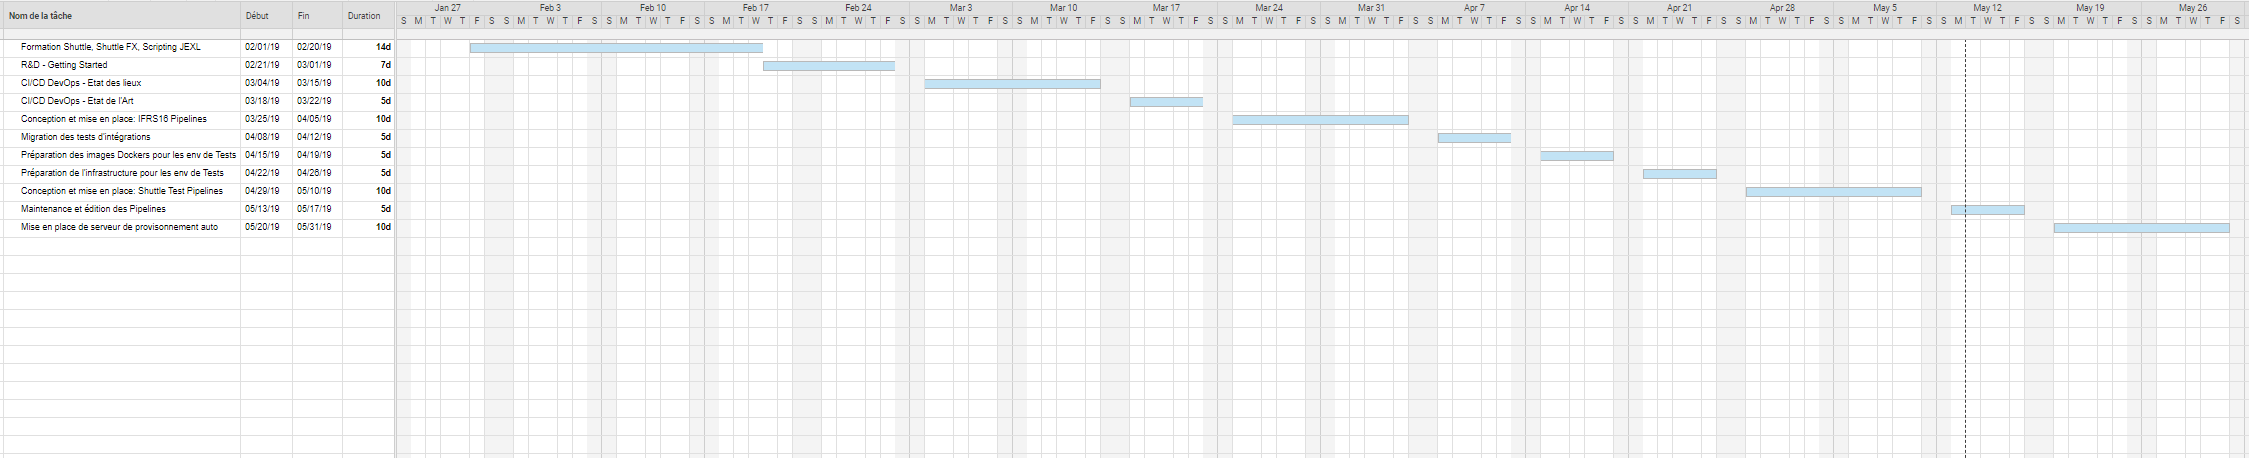 Nom de la tâche Début Fin Duration Jan 27 Feb 3 Feb 10 Feb 17 Feb 24 Mar 3 Mar 10 Mar 17 Mar 24 Mar 31 Apr 7 Apr 14 Apr 21 Apr 28 May 5 May 12 May 19 May 26
S M T W T F S S M T W T F S S M T W T F S S M T W T F S S M T W T F S S M T W T F S S M T W T F S S M T W T F S S M T W T F S S M T W T F S S M T W T F S S M T W T F S S M T W T F S S M T W T F S S M T W T F S S M T W T F S S M T W T F S S M T W T F S
Formation Shuttle, Shuttle FX, Scripting JEXL 02/01/19 02/20/19 14d
R&D - Getting Started 02/21/19 03/01/19 7d
CI/CD DevOps - Etat des lieux 03/04/19 03/15/19 10d
CI/CD DevOps - Etat de l'Art 03/18/19 03/22/19 5d
Conception et mise en place: IFRS16 Pipelines 03/25/19 04/05/19 10d
Migration des tests d'intégrations 04/08/19 04/12/19 5d
Préparation des images Dockers pour les env de Tests 04/15/19 04/19/19 5d
Préparation de l'infrastructure pour les env de Tests 04/22/19 04/26/19 5d
Conception et mise en place: Shuttle Test Pipelines 04/29/19 05/10/19 10d
Maintenance et édition des Pipelines 05/13/19 05/17/19 5d
Mise en place de serveur de provisonnement auto 05/20/19 05/31/19 10d